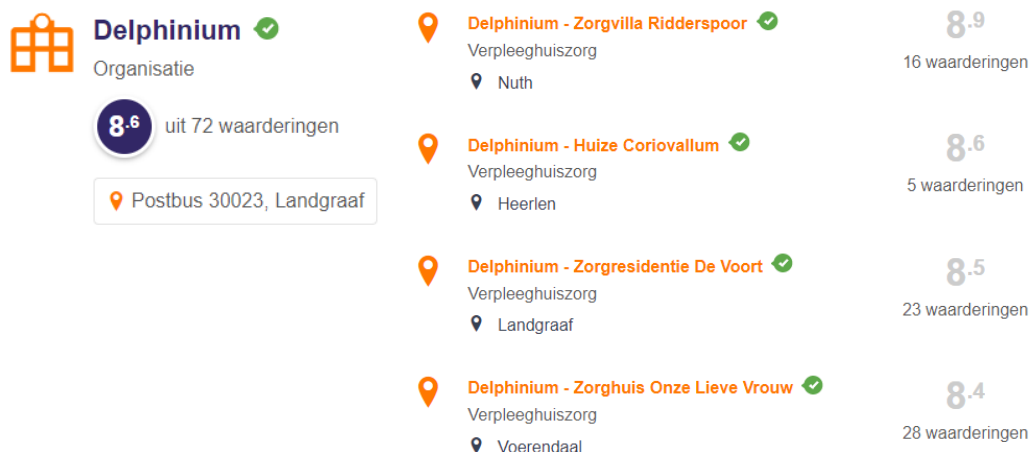 Delphinium
Organisatie
8.6 uit 72 waarderingen
Postbus 30023, Landgraaf
Delphinium - Zorgvilla Ridderspoor
Verpleeghuiszorg
Nuth
8.9
16 waarderingen
Delphinium - Huize Coriovallum
Verpleeghuiszorg
Heerlen
8.6
5 waarderingen
Delphinium - Zorgresidentie De Voort
Verpleeghuiszorg
Landgraaf
8.5
23 waarderingen
Delphinium - Zorghuis Onze Lieve Vrouw
Verpleeghuiszorg
Voerendaal
8.4
28 waarderingen